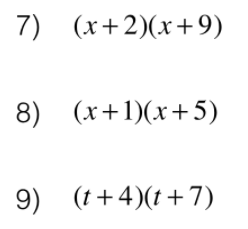 7) (x+2)(x+9)
8) (x+1)(x+5)
9) (t+4)(t+7)